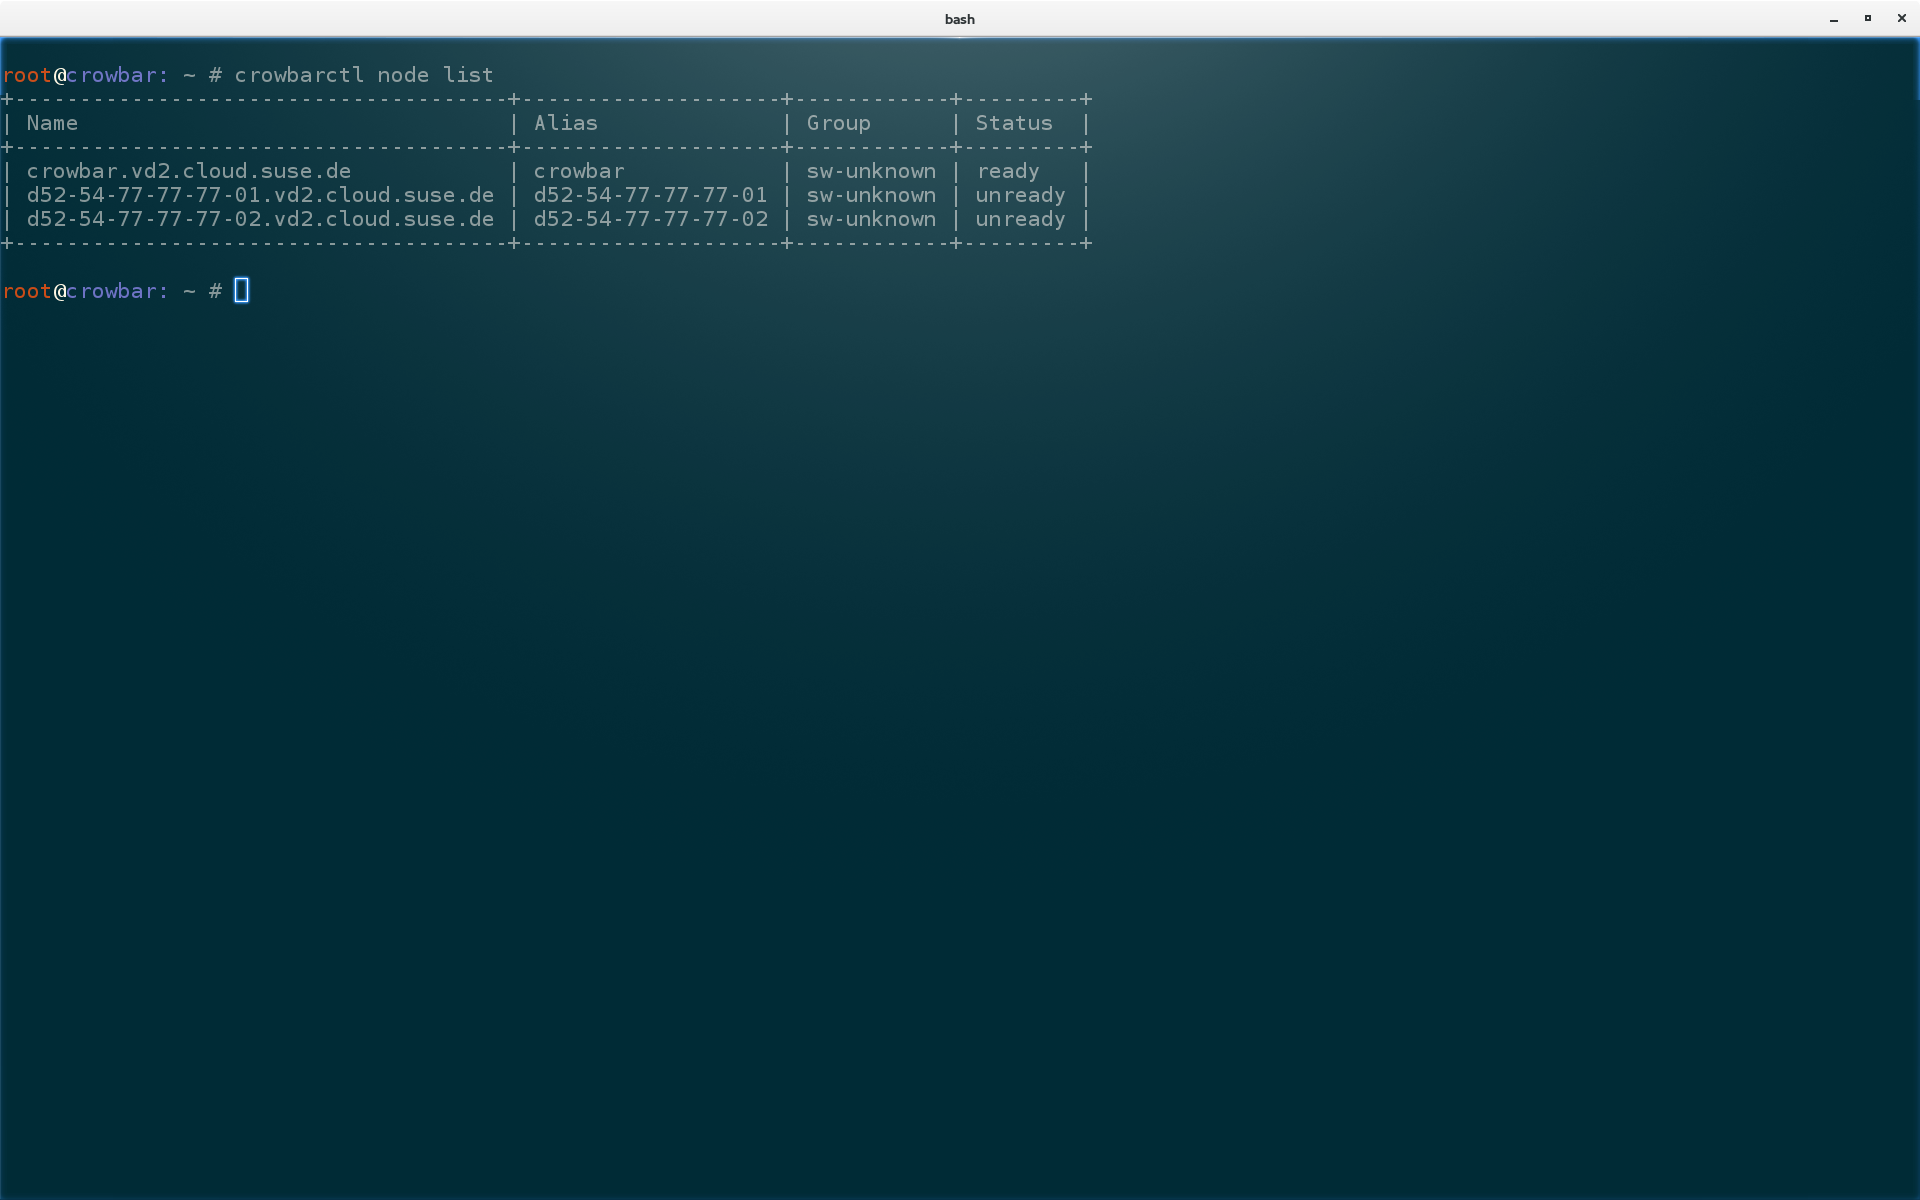 bash
root@crowbar: ~ # crowbarctl node list
+--------------------------------------+--------------------+------------+---------+
| Name                                 | Alias              | Group      | Status  |
+--------------------------------------+--------------------+------------+---------+
| crowbar.vd2.cloud.suse.de            | crowbar            | sw-unknown | ready   |
| d52-54-77-77-77-01.vd2.cloud.suse.de | d52-54-77-77-77-01 | sw-unknown | unready |
| d52-54-77-77-77-02.vd2.cloud.suse.de | d52-54-77-77-77-02 | sw-unknown | unready |
+--------------------------------------+--------------------+------------+---------+
root@crowbar: ~ #